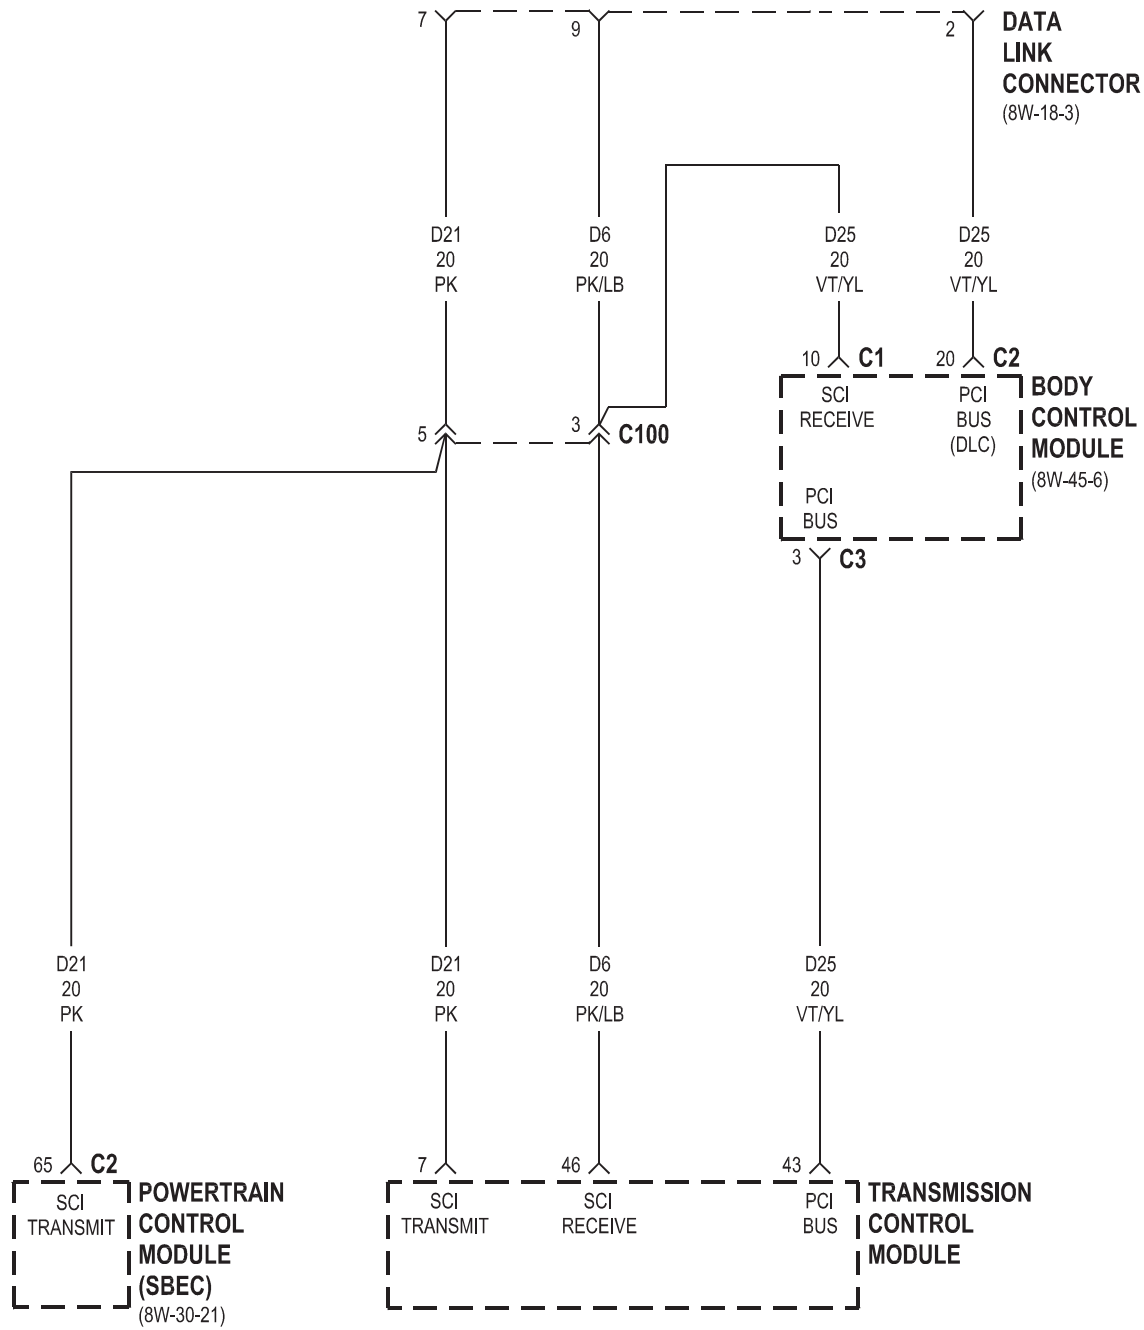 7
9
2
DATA
LINK
CONNECTOR
(8W-18-3)
D21
20
PK
D6
20
PK/LB
D25
20
VT/YL
D25
20
VT/YL
10 C1
20 C2
SCI
RECEIVE
PCI
BUS
(DLC)
PCI
BUS
BODY
CONTROL
MODULE
(8W-45-6)
5
3
C100
3 C3
D21
20
PK
D21
20
PK
D6
20
PK/LB
D25
20
VT/YL
65 C2
7
46
43
SCI
TRANSMIT
POWERTRAIN
CONTROL
MODULE
(SBEC)
(8W-30-21)
SCI
TRANSMIT
SCI
RECEIVE
PCI
BUS
TRANSMISSION
CONTROL
MODULE